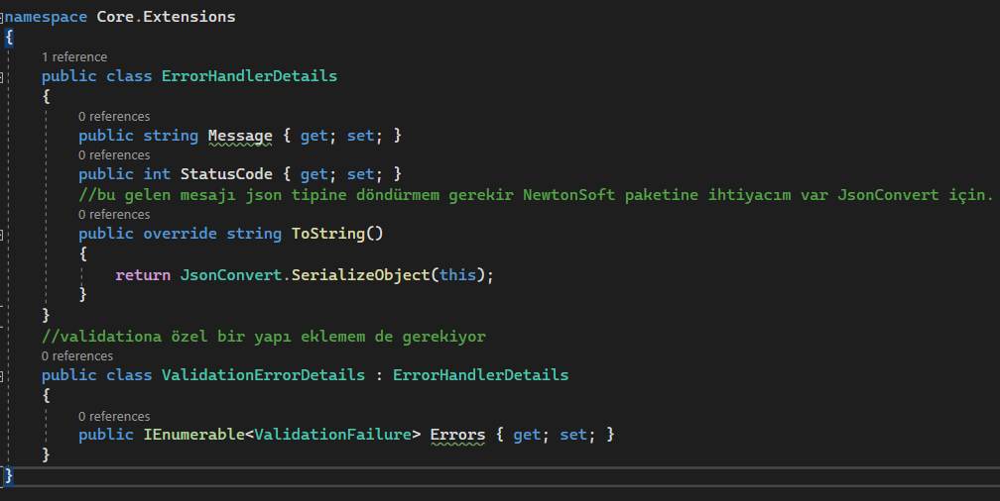 namespace Core.Extensions
{
1 reference
public class ErrorHandlerDetails
{
0 references
public string Message { get; set; }
0 references
public int StatusCode { get; set; }
//bu gelen mesajı json tipine döndürmem gerekir NewtonSoft paketine ihtiyacım var JsonConvert için.
0 references
public override string ToString()
{
return JsonConvert.SerializeObject(this);
}
}
//validationa özel bir yapı eklemem de gerekiyor
0 references
public class ValidationErrorDetails : ErrorHandlerDetails
{
0 references
public IEnumerable<ValidationFailure> Errors { get; set; }
}
}